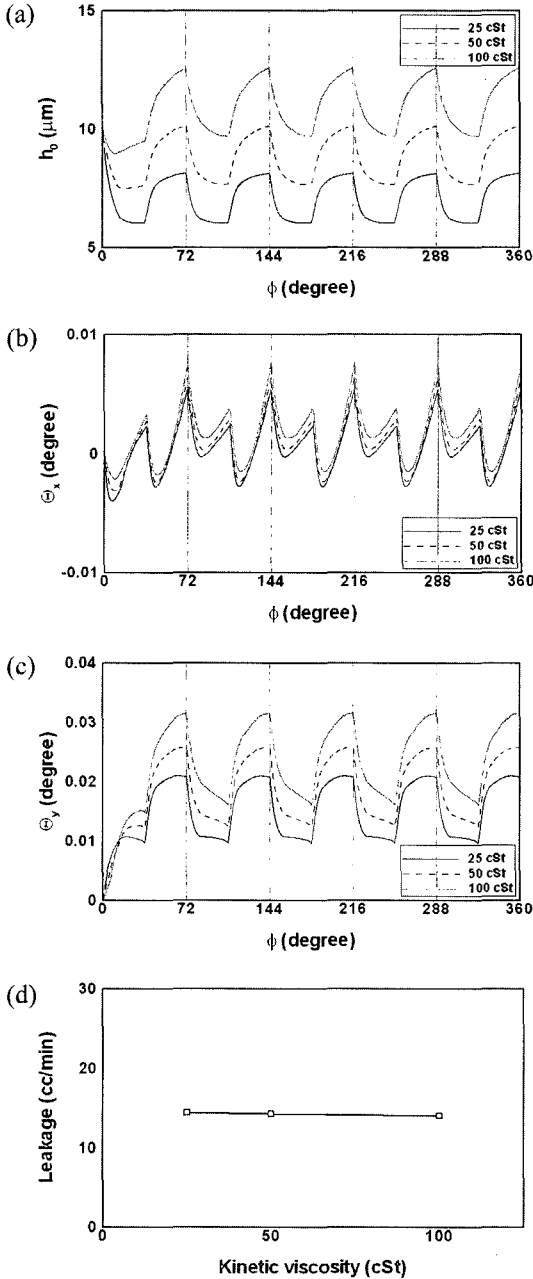 (a)
15
10
5
h₀ (μm)
25 cSt
50 cSt
100 cSt
0 72 144 216 288 360
ϕ (degree)
(b)
0.01
0
-0.01
Θₓ (degree)
25 cSt
50 cSt
100 cSt
0 72 144 216 288 360
ϕ (degree)
(c)
0.04
0.03
0.02
0.01
0
Θᵧ (degree)
25 cSt
50 cSt
100 cSt
0 72 144 216 288 360
ϕ (degree)
(d)
30
20
10
0
Leakage (cc/min)
0 50 100
Kinetic viscosity (cSt)